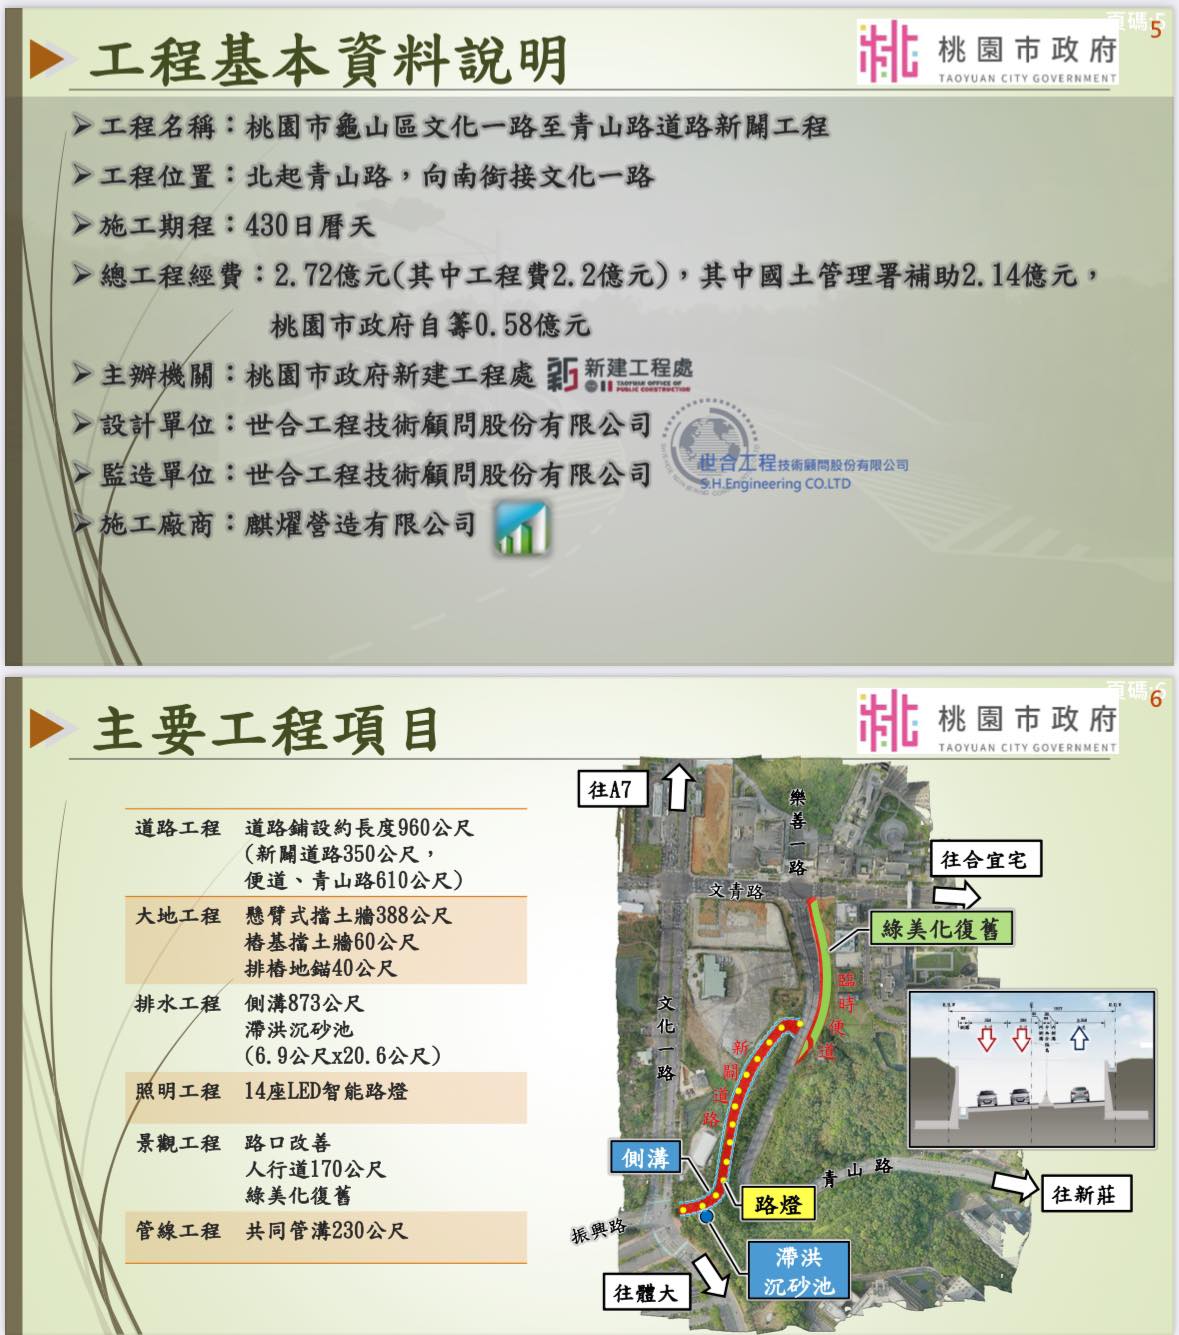 頁碼:5
5
工程基本資料說明
桃園市政府
TAOYUAN CITY GOVERNMENT
➤工程名稱：桃園市龜山區文化一路至青山路道路新闢工程
➤工程位置：北起青山路，向南銜接文化一路
➤施工期程：430日曆天
➤總工程經費：2.72億元(其中工程費2.2億元)，其中國土管理署補助2.14億元，
桃園市政府自籌0.58億元
➤主辦機關：桃園市政府新建工程處
新建工程處
TAOYUAN OFFICE OF
PUBLIC CONSTRUCTION
➤設計單位：世合工程技術顧問股份有限公司
➤監造單位：世合工程技術顧問股份有限公司
世合工程技術顧問股份有限公司
S.H.Engineering CO.LTD
➤施工廠商：麒燿營造有限公司
頁碼:6
6
主要工程項目
桃園市政府
TAOYUAN CITY GOVERNMENT
道路工程 道路鋪設約長度960公尺
(新闢道路350公尺，
便道、青山路610公尺)
大地工程 懸臂式擋土牆388公尺
樁基擋土牆60公尺
排樁地錨40公尺
排水工程 側溝873公尺
滯洪沉砂池
(6.9公尺x20.6公尺)
照明工程 14座LED智能路燈
景觀工程 路口改善
人行道170公尺
綠美化復舊
管線工程 共同管溝230公尺
往A7
樂善一路
往合宜宅
文青路
綠美化復舊
臨時便道
文化一路
新闢道路
側溝
青山路
路燈
往新莊
振興路
滯洪
沉砂池
往體大